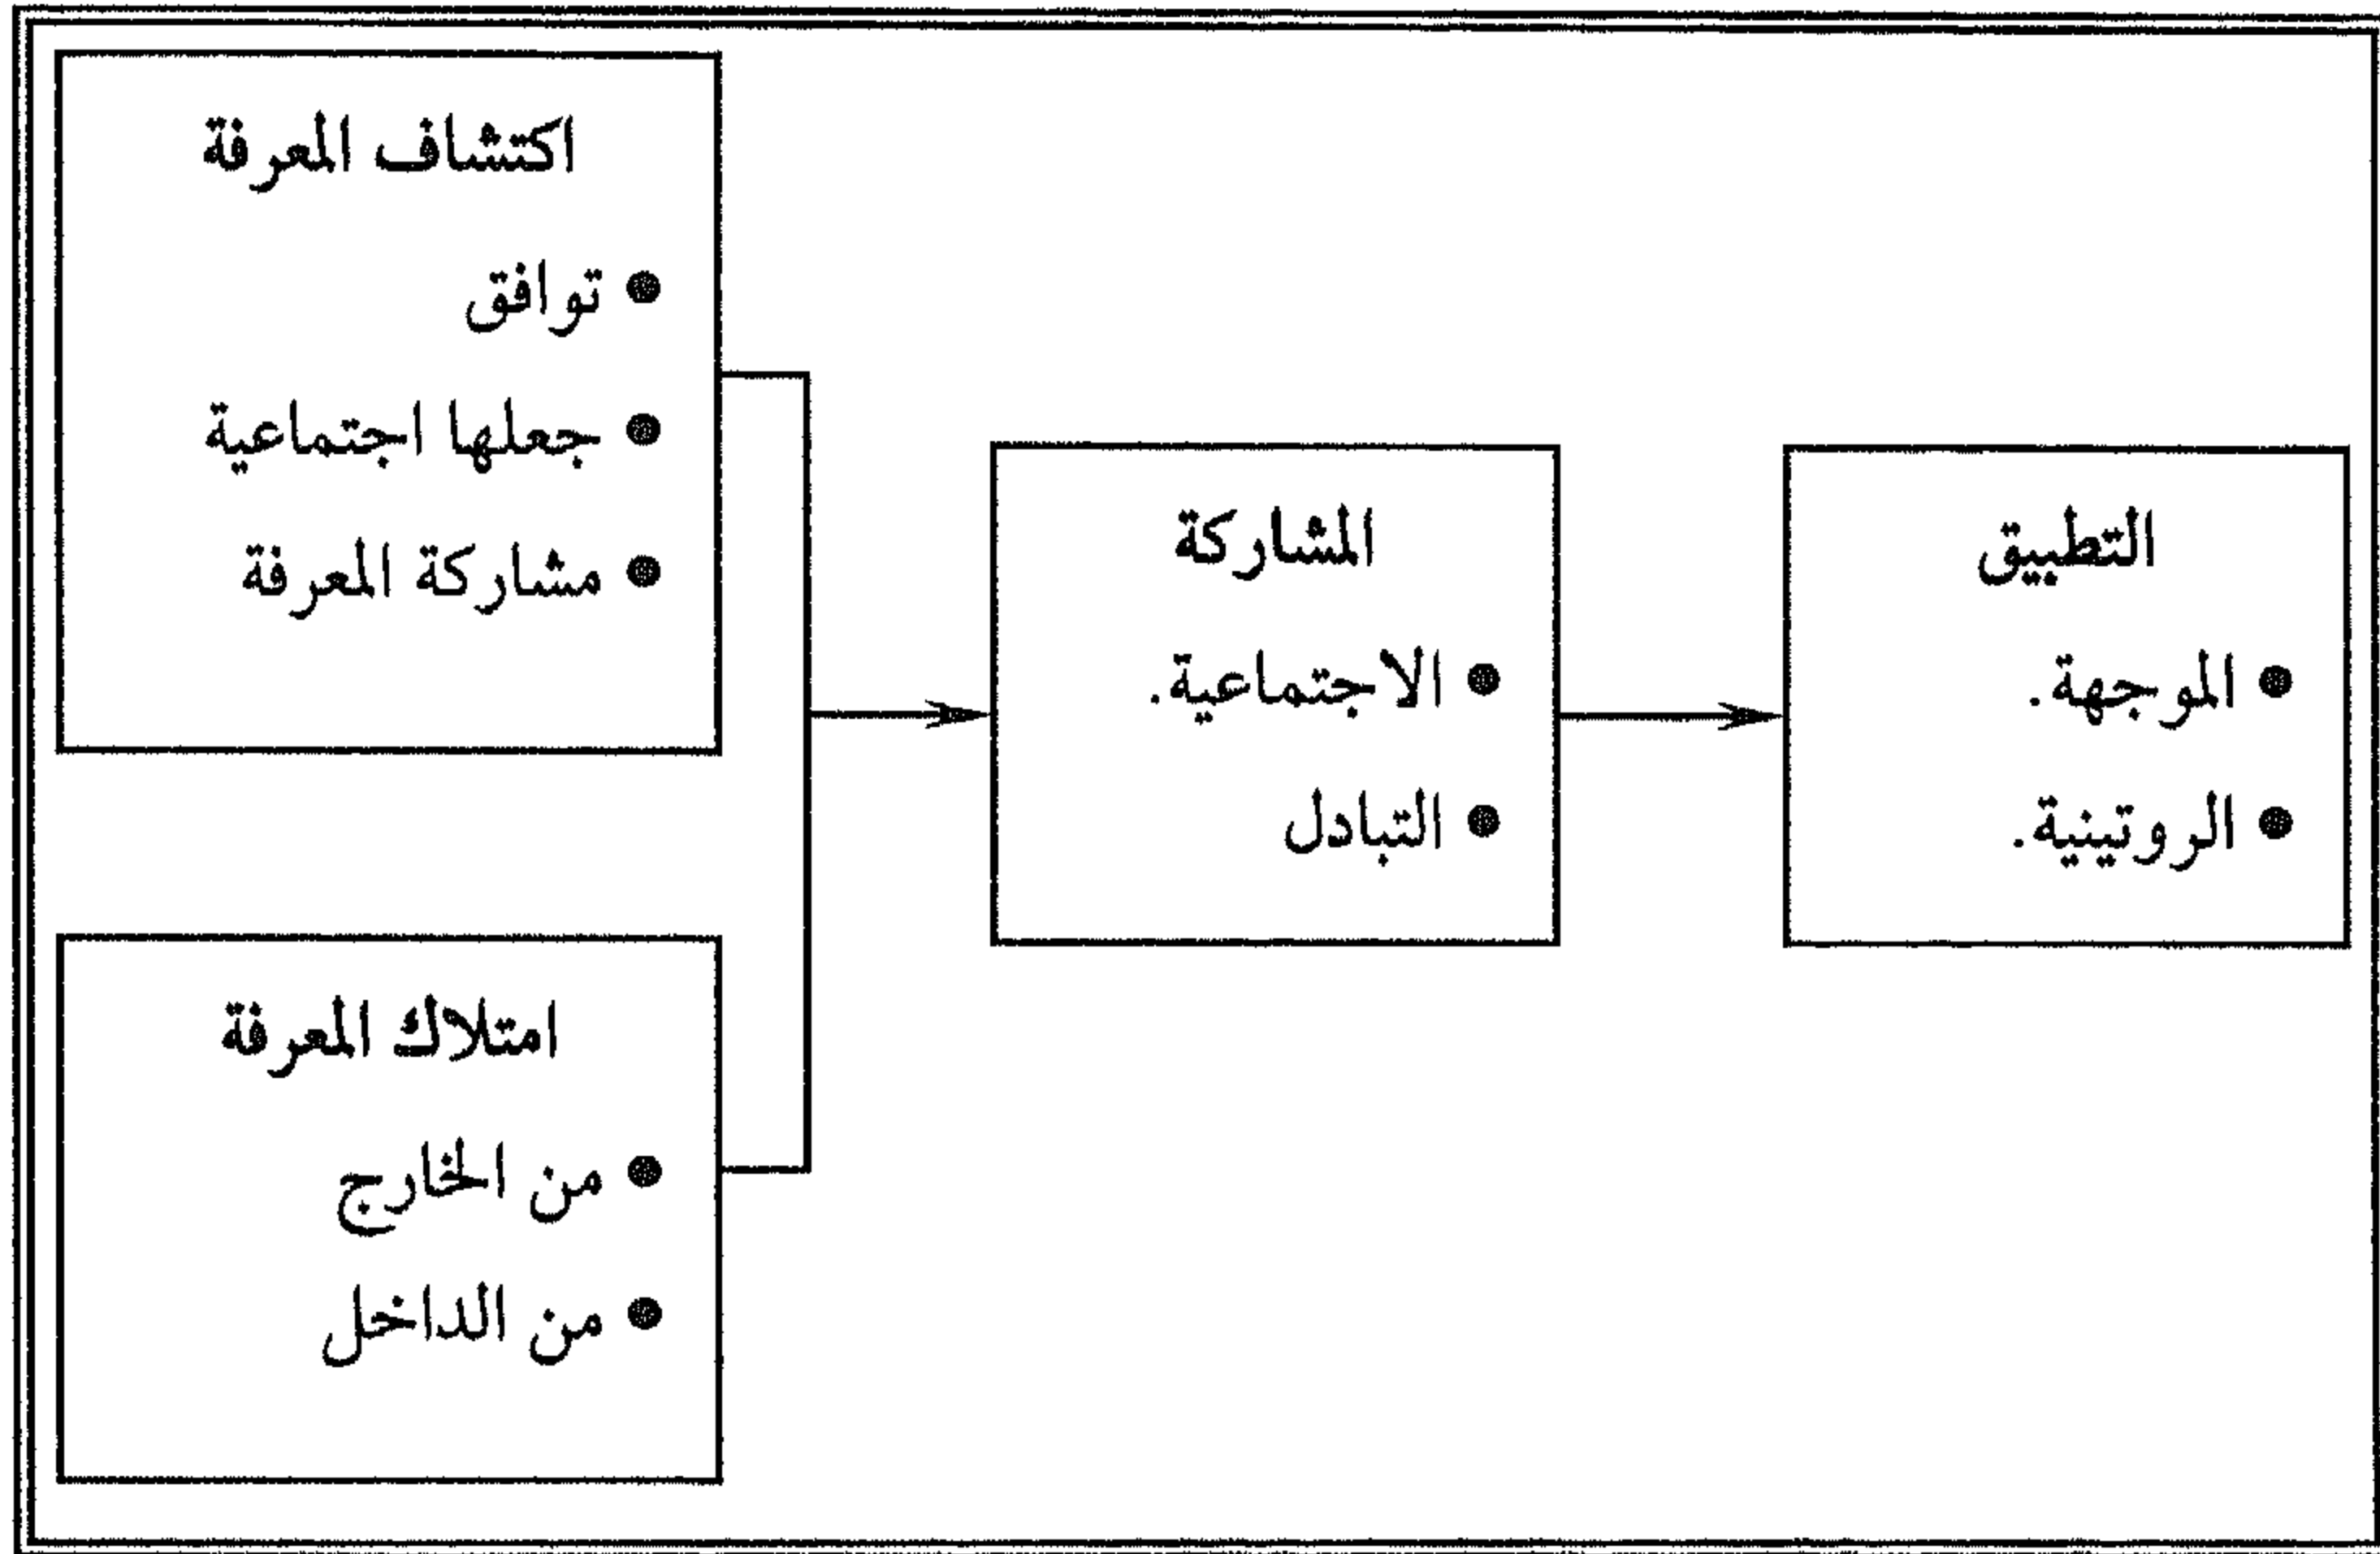 اكتشاف المعرفة
● توافق
● جعلها اجتماعية
● مشاركة المعرفة
امتلاك المعرفة
● من الخارج
● من الداخل
المشاركة
● الاجتماعية.
● التبادل
التطبيق
● الموجهة.
● الروتينية.